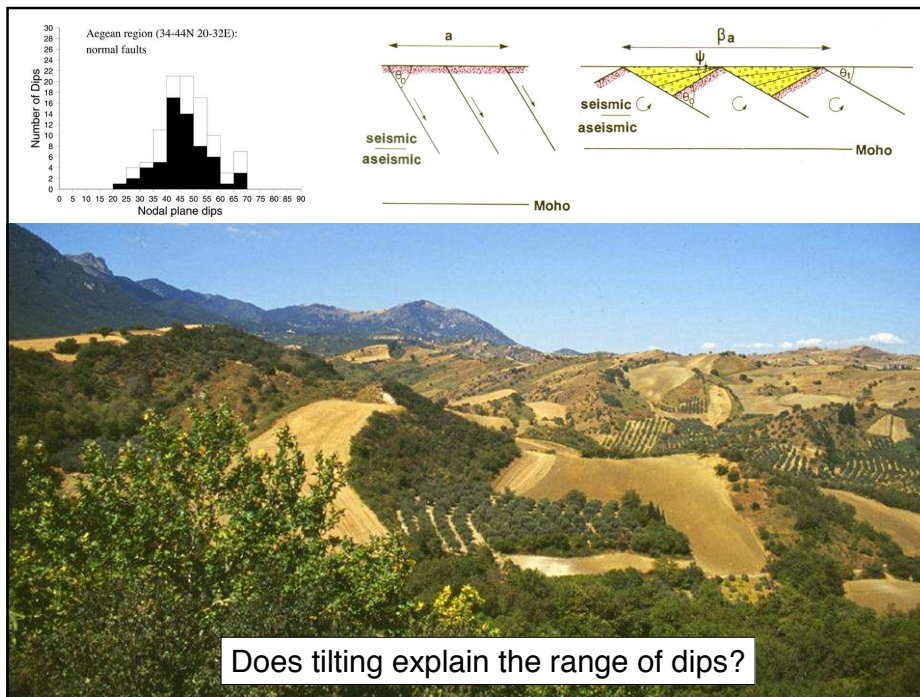 Aegean region (34-44N 20-32E):
normal faults
Number of Dips
30
28
26
24
22
20
18
16
14
12
10
8
6
4
2
0
0 5 10 15 20 25 30 35 40 45 50 55 60 65 70 75 80 85 90
Nodal plane dips
a
θo
seismic
aseismic
Moho
βa
ψ
θ1
θo
seismic
aseismic
Moho
Does tilting explain the range of dips?